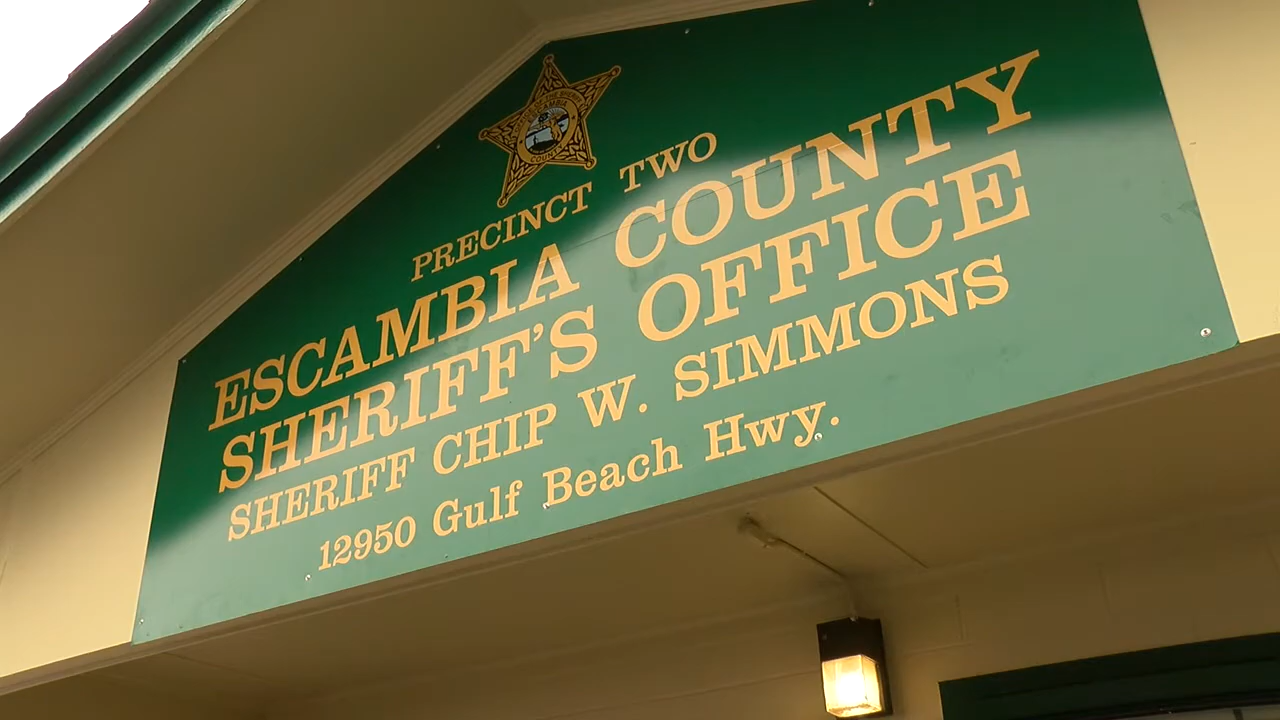 PRECINCT TWO
ESCAMBIA COUNTY
SHERIFF'S OFFICE
SHERIFF CHIP W. SIMMONS
12950 Gulf Beach Hwy.